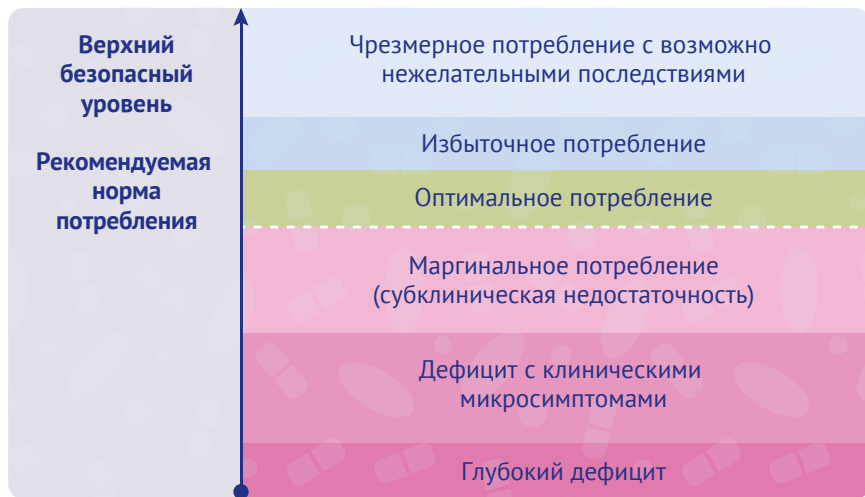 Верхний
безопасный
уровень
Рекомендуемая
норма
потребления
Чрезмерное потребление с возможно
нежелательными последствиями
Избыточное потребление
Оптимальное потребление
Маргинальное потребление
(субклиническая недостаточность)
Дефицит с клиническими
микросимптомами
Глубокий дефицит